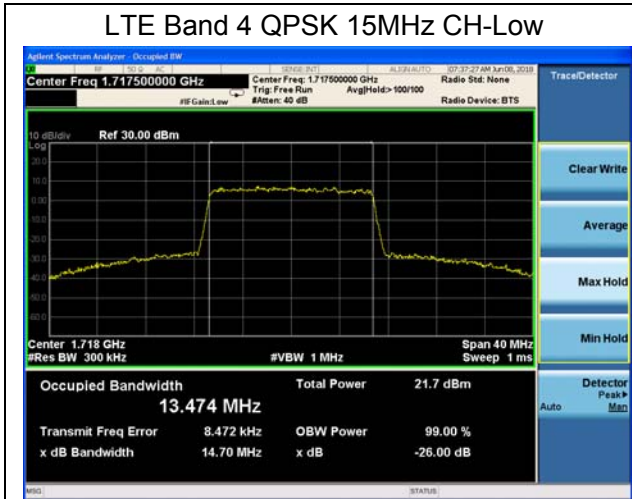 LTE Band 4 QPSK 15MHz CH-Low
Agilent Spectrum Analyzer - Occupied BW
RF 50 Ω AC SENSE:INT ALIGN AUTO 07:37:27 AM Jun 08, 2018
Center Freq 1.717500000 GHz Center Freq: 1.717500000 GHz Radio Std: None
Trig: Free Run Avg|Hold:>100/100
#IFGain:Low #Atten: 40 dB Radio Device: BTS
Trace/Detector
10 dB/div Ref 30.00 dBm
Log
20.0
10.0
0.00
-10.0
-20.0
-30.0
-40.0
-50.0
-60.0
Clear Write
Average
Max Hold
Min Hold
Center 1.718 GHz Span 40 MHz
#Res BW 300 kHz #VBW 1 MHz Sweep 1 ms
Occupied Bandwidth Total Power 21.7 dBm
13.474 MHz
Transmit Freq Error 8.472 kHz OBW Power 99.00 %
x dB Bandwidth 14.70 MHz x dB -26.00 dB
Detector
Peak▶
Auto Man
MSG STATUS